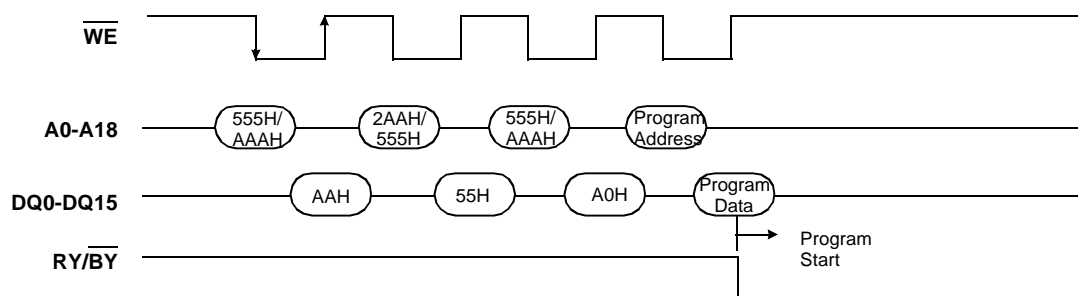 WE
A0-A18
555H/
AAAH
2AAH/
555H
555H/
AAAH
Program
Address
DQ0-DQ15
AAH
55H
A0H
Program
Data
RY/BY
Program
Start